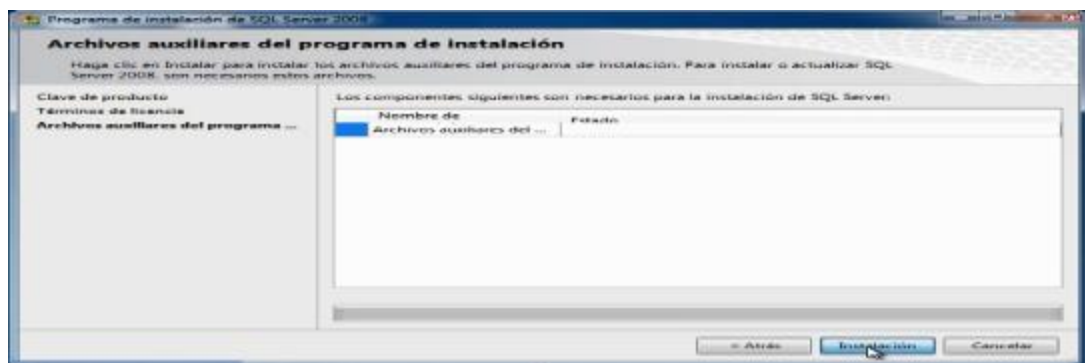 Programa de instalación de SQL Server 2008
Archivos auxiliares del programa de instalación
Haga clic en Instalar para instalar los archivos auxiliares del programa de instalación. Para instalar o actualizar SQL
Server 2008, son necesarios estos archivos.
Clave de producto
Términos de licencia
Archivos auxiliares del programa ...
Los componentes siguientes son necesarios para la instalación de SQL Server:
Nombre de
Estado
Archivos auxiliares del ...
< Atrás
Instalación
Cancelar